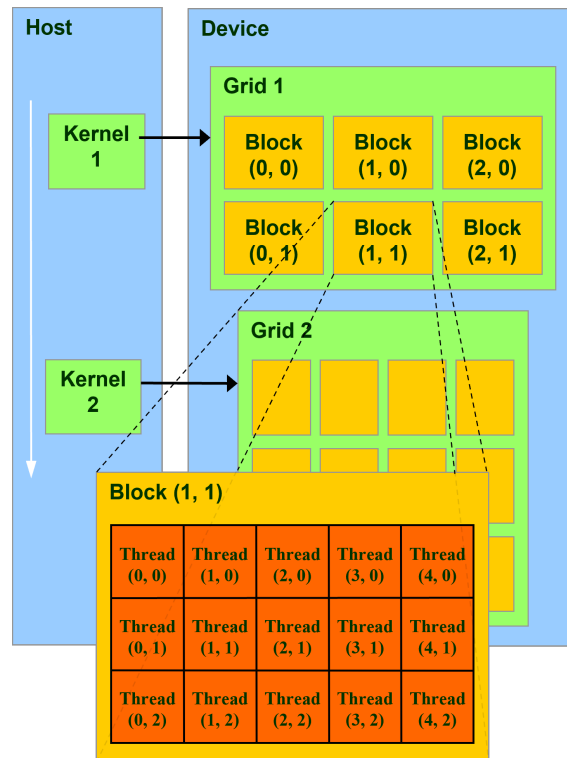 Host
Device
Grid 1
Kernel
1
Block
(0, 0)
Block
(1, 0)
Block
(2, 0)
Block
(0, 1)
Block
(1, 1)
Block
(2, 1)
Grid 2
Kernel
2
Block (1, 1)
Thread
(0, 0)
Thread
(1, 0)
Thread
(2, 0)
Thread
(3, 0)
Thread
(4, 0)
Thread
(0, 1)
Thread
(1, 1)
Thread
(2, 1)
Thread
(3, 1)
Thread
(4, 1)
Thread
(0, 2)
Thread
(1, 2)
Thread
(2, 2)
Thread
(3, 2)
Thread
(4, 2)